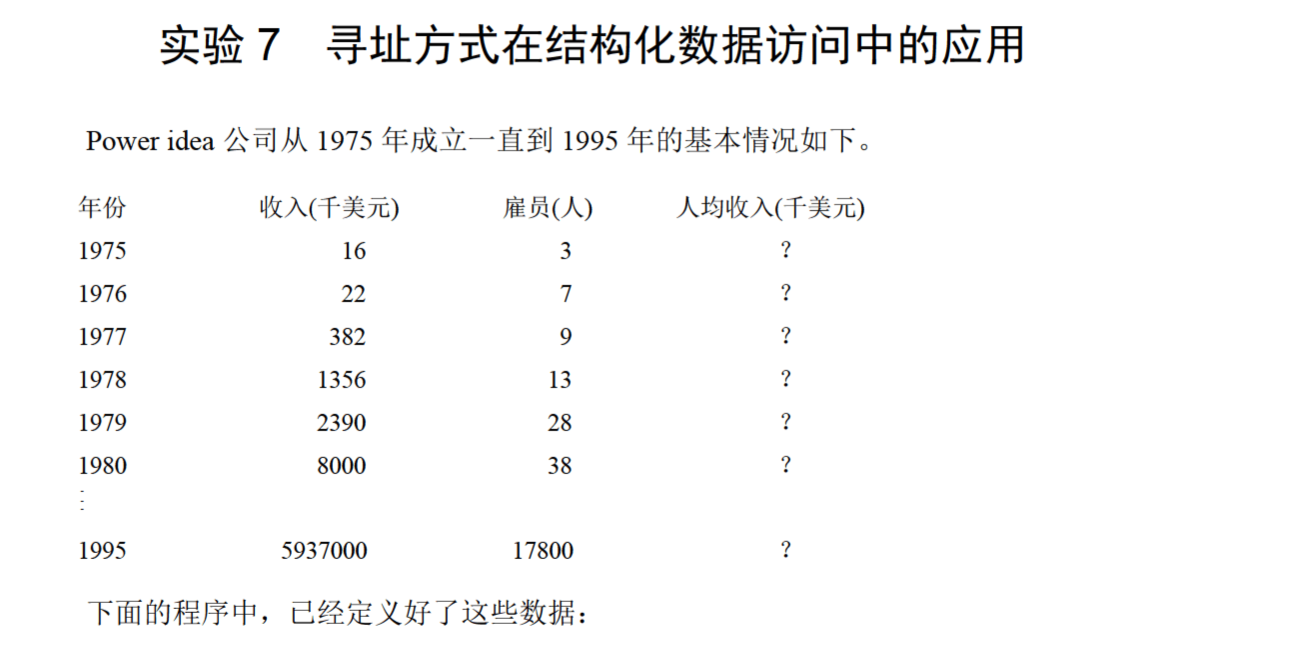 实验 7 寻址方式在结构化数据访问中的应用
Power idea 公司从 1975 年成立一直到 1995 年的基本情况如下。
年份 收入(千美元) 雇员(人) 人均收入(千美元)
1975 16 3 ?
1976 22 7 ?
1977 382 9 ?
1978 1356 13 ?
1979 2390 28 ?
1980 8000 38 ?
⋮
1995 5937000 17800 ?
下面的程序中，已经定义好了这些数据：